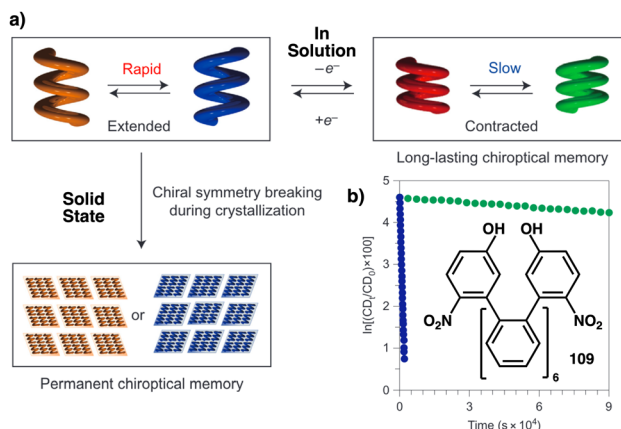 a)
In
Solution
Rapid
Extended
−e−
+e−
Slow
Contracted
Long-lasting chiroptical memory
Solid
State
Chiral symmetry breaking
during crystallization
or
Permanent chiroptical memory
b)
ln[(CDt/CD0)×100]
5
4
3
2
1
0
OH OH
O2N NO2
6
109
0 3 6 9
Time (s × 10⁴)